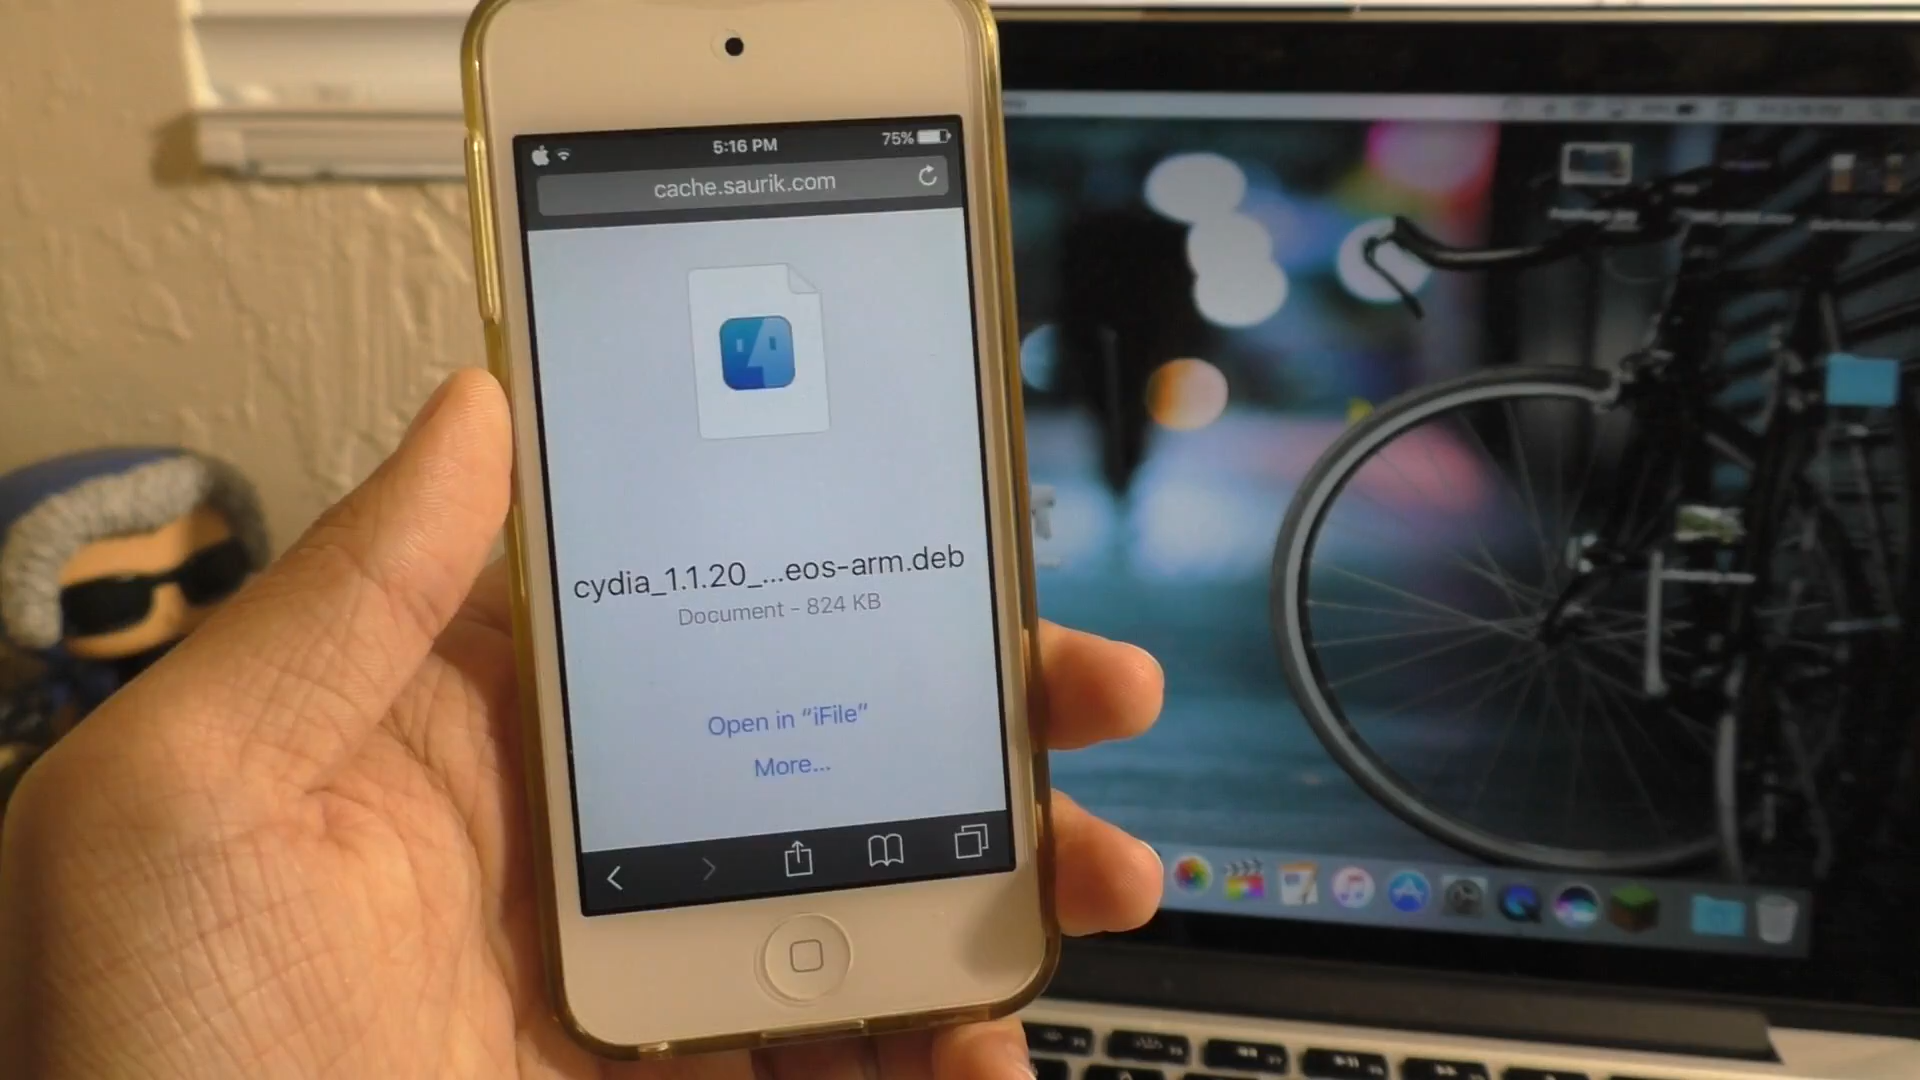 5:16 PM
75%
cache.saurik.com
cydia_1.1.20_...eos-arm.deb
Document - 824 KB
Open in “iFile”
More...